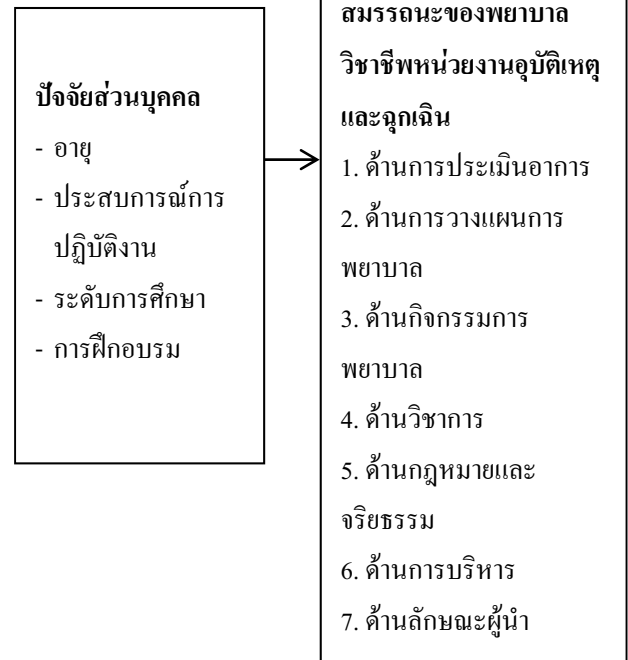 ปัจจัยส่วนบุคคล
- อายุ
- ประสบการณ์การ
ปฏิบัติงาน
- ระดับการศึกษา
- การฝึกอบรม
สมรรถนะของพยาบาล
วิชาชีพหน่วยงานอุบัติเหตุ
และฉุกเฉิน
1. ด้านการประเมินอาการ
2. ด้านการวางแผนการ
พยาบาล
3. ด้านกิจกรรมการ
พยาบาล
4. ด้านวิชาการ
5. ด้านกฎหมายและ
จริยธรรม
6. ด้านการบริหาร
7. ด้านลักษณะผู้นำ